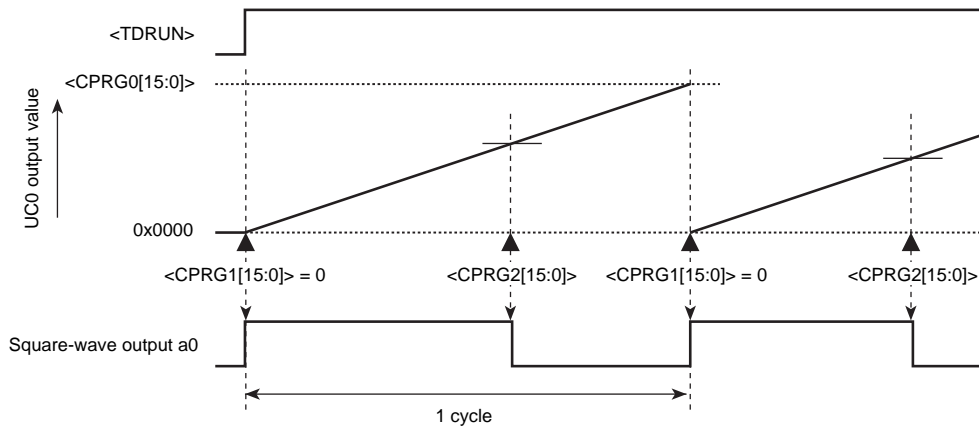 <TDRUN>
<CPRG0[15:0]>
UC0 output value
0x0000
<CPRG1[15:0]> = 0
<CPRG2[15:0]>
<CPRG1[15:0]> = 0
<CPRG2[15:0]>
Square-wave output a0
1 cycle